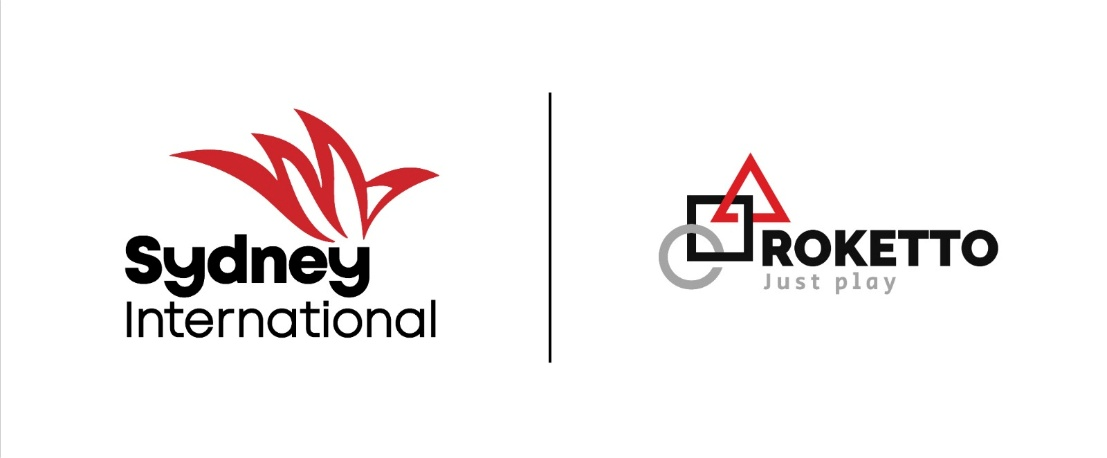 Sydney
International
ROKETTO
Just play